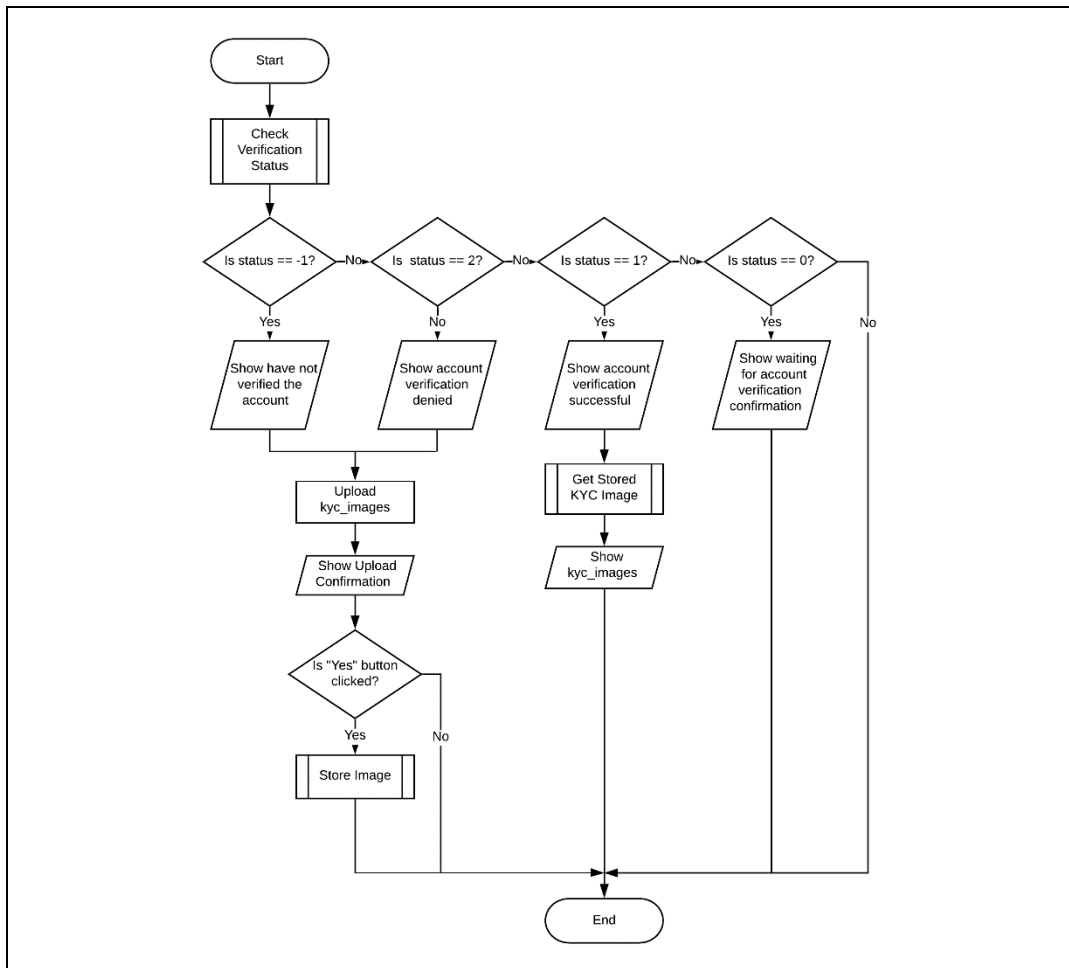 Start
Check
Verification
Status
Is status == -1?
No
Is  status == 2?
No
Is status == 1?
No
Is status == 0?
No
Yes
No
Yes
Yes
Show have not
verified the
account
Show account
verification
denied
Show account
verification
successful
Show waiting
for account
verification
confirmation
Upload
kyc_images
Get Stored
KYC Image
Show Upload
Confirmation
Show
kyc_images
Is "Yes" button
clicked?
Yes
No
Store Image
End